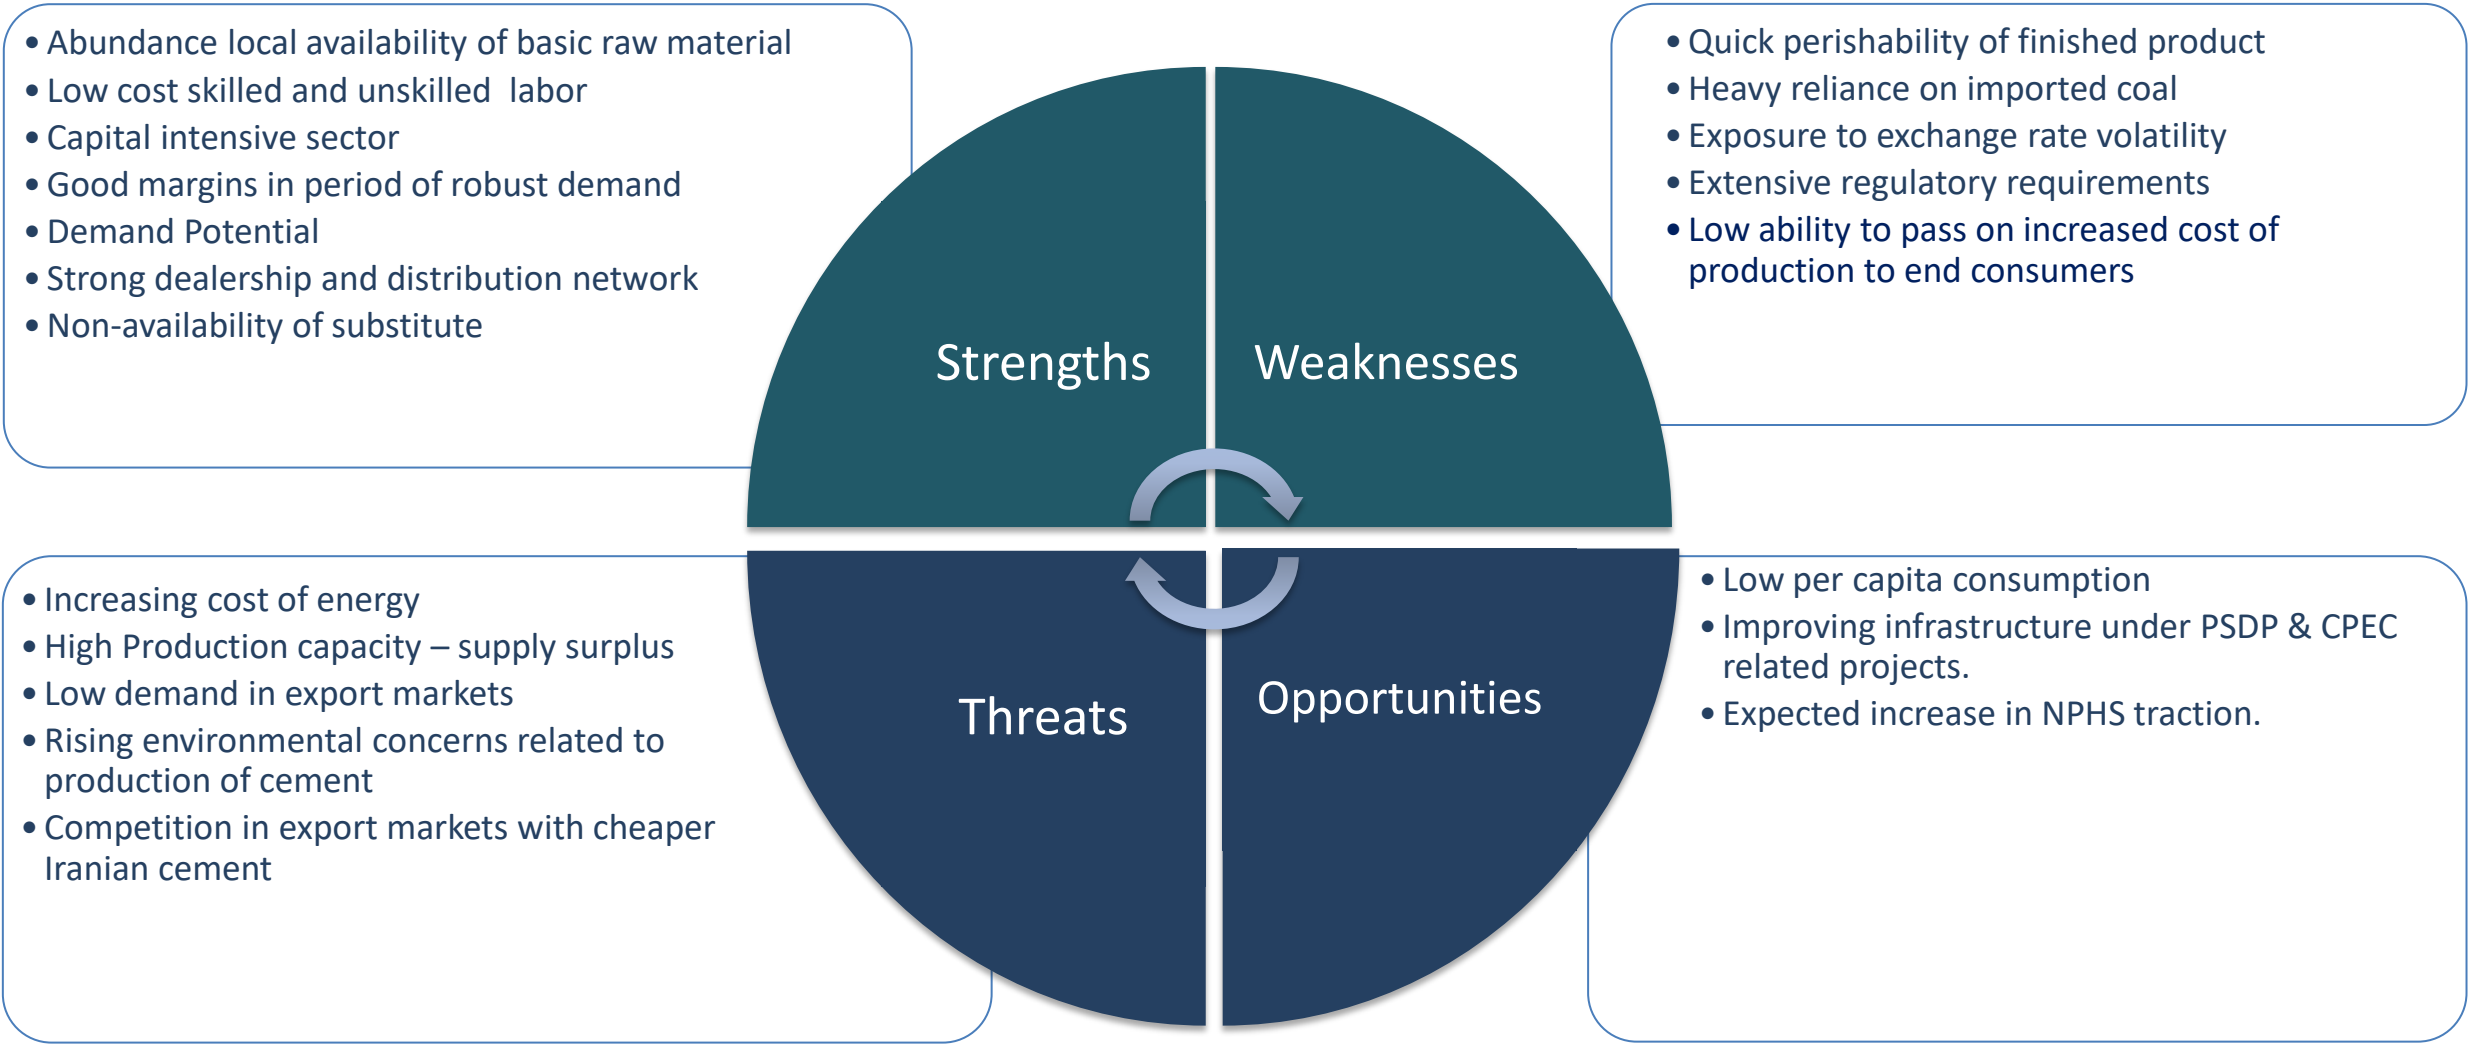 • Abundance local availability of basic raw material
• Low cost skilled and unskilled  labor
• Capital intensive sector
• Good margins in period of robust demand
• Demand Potential
• Strong dealership and distribution network
• Non-availability of substitute
• Quick perishability of finished product
• Heavy reliance on imported coal
• Exposure to exchange rate volatility
• Extensive regulatory requirements
• Low ability to pass on increased cost of
production to end consumers
Strengths
Weaknesses
• Increasing cost of energy
• High Production capacity – supply surplus
• Low demand in export markets
• Rising environmental concerns related to
production of cement
• Competition in export markets with cheaper
Iranian cement
Threats
Opportunities
• Low per capita consumption
• Improving infrastructure under PSDP & CPEC
related projects.
• Expected increase in NPHS traction.